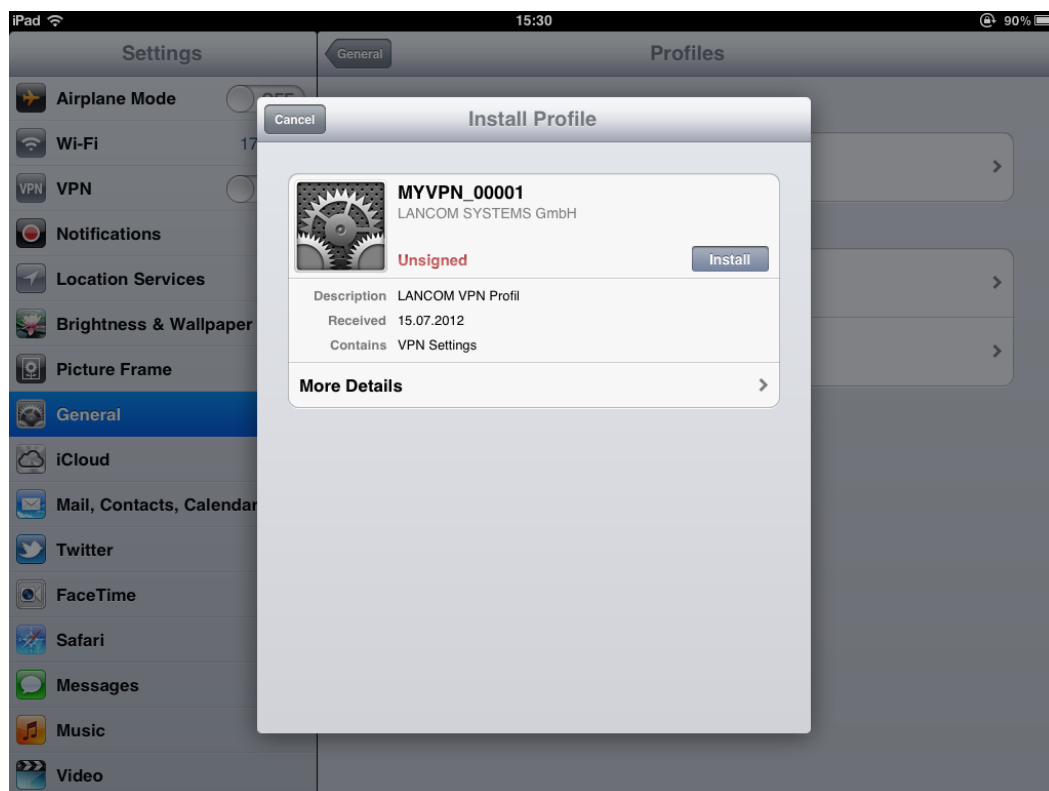 iPad 15:30 90%
Settings
General Profiles
Airplane Mode
Wi-Fi 17
VPN VPN
Notifications
Location Services
Brightness & Wallpaper
Picture Frame
General
iCloud
Mail, Contacts, Calendar
Twitter
FaceTime
Safari
Messages
Music
Video
Cancel Install Profile
MYVPN_00001
LANCOM SYSTEMS GmbH
Unsigned Install
Description LANCOM VPN Profil
Received 15.07.2012
Contains VPN Settings
More Details